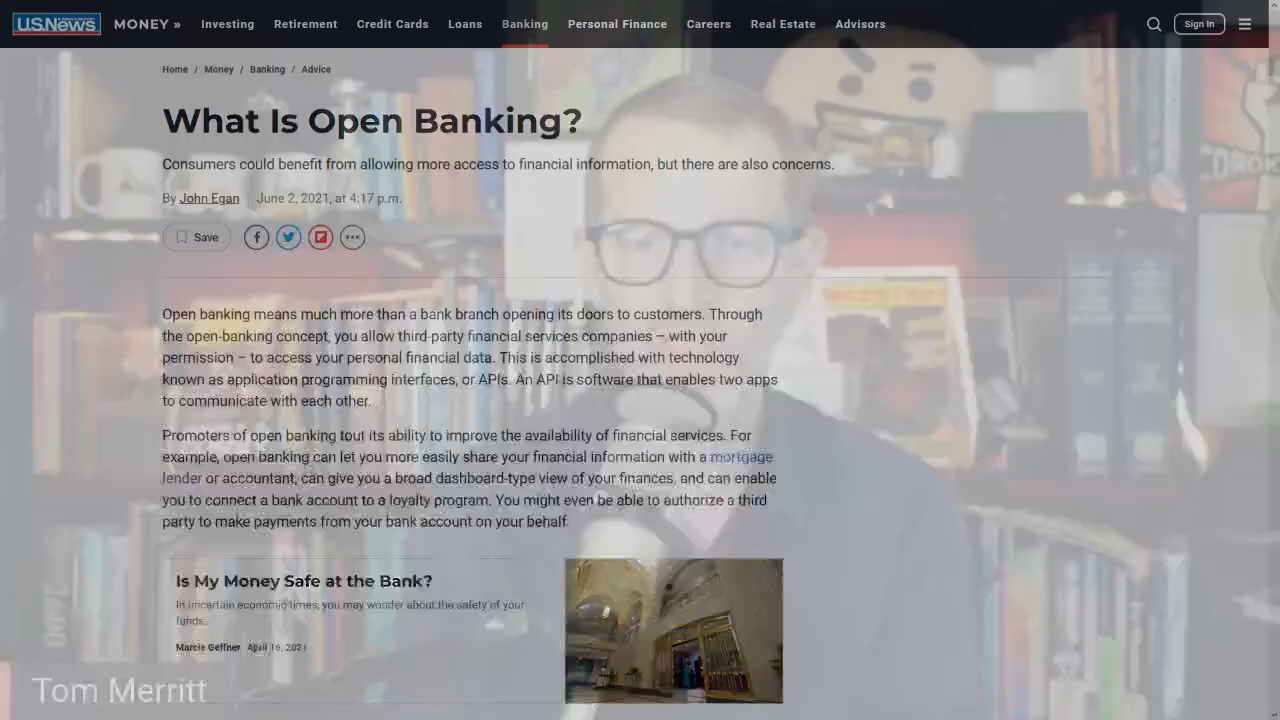 U.S.News
MONEY » Investing Retirement Credit Cards Loans Banking Personal Finance Careers Real Estate Advisors Sign In
Home / Money / Banking / Advice
What Is Open Banking?
Consumers could benefit from allowing more access to financial information, but there are also concerns.
By John Egan June 2, 2021, at 4:17 p.m.
Save
Open banking means much more than a bank branch opening its doors to customers. Through
the open-banking concept, you allow third-party financial services companies – with your
permission – to access your personal financial data. This is accomplished with technology
known as application programming interfaces, or APIs. An API is software that enables two apps
to communicate with each other.
Promoters of open banking tout its ability to improve the availability of financial services. For
example, open banking can let you more easily share your financial information with a mortgage
lender or accountant, can give you a broad dashboard-type view of your finances, and can enable
you to connect a bank account to a loyalty program. You might even be able to authorize a third
party to make payments from your bank account on your behalf.
Is My Money Safe at the Bank?
In uncertain economic times, you may wonder about the safety of your
funds.
Marcie Geffner April 16, 2021
Tom Merritt